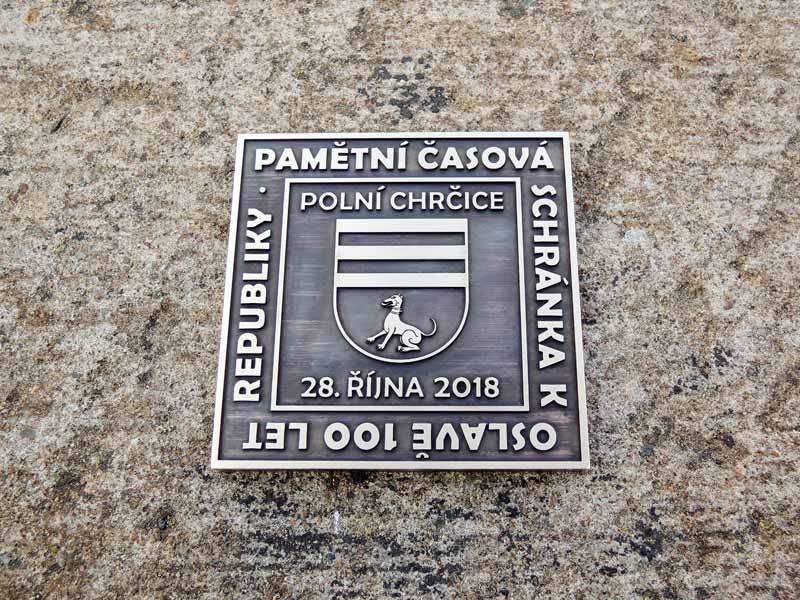 PAMĚTNÍ ČASOVÁ
SCHRÁNKA K
OSLAVĚ 100 LET
REPUBLIKY ·
POLNÍ CHRČICE
28. ŘÍJNA 2018